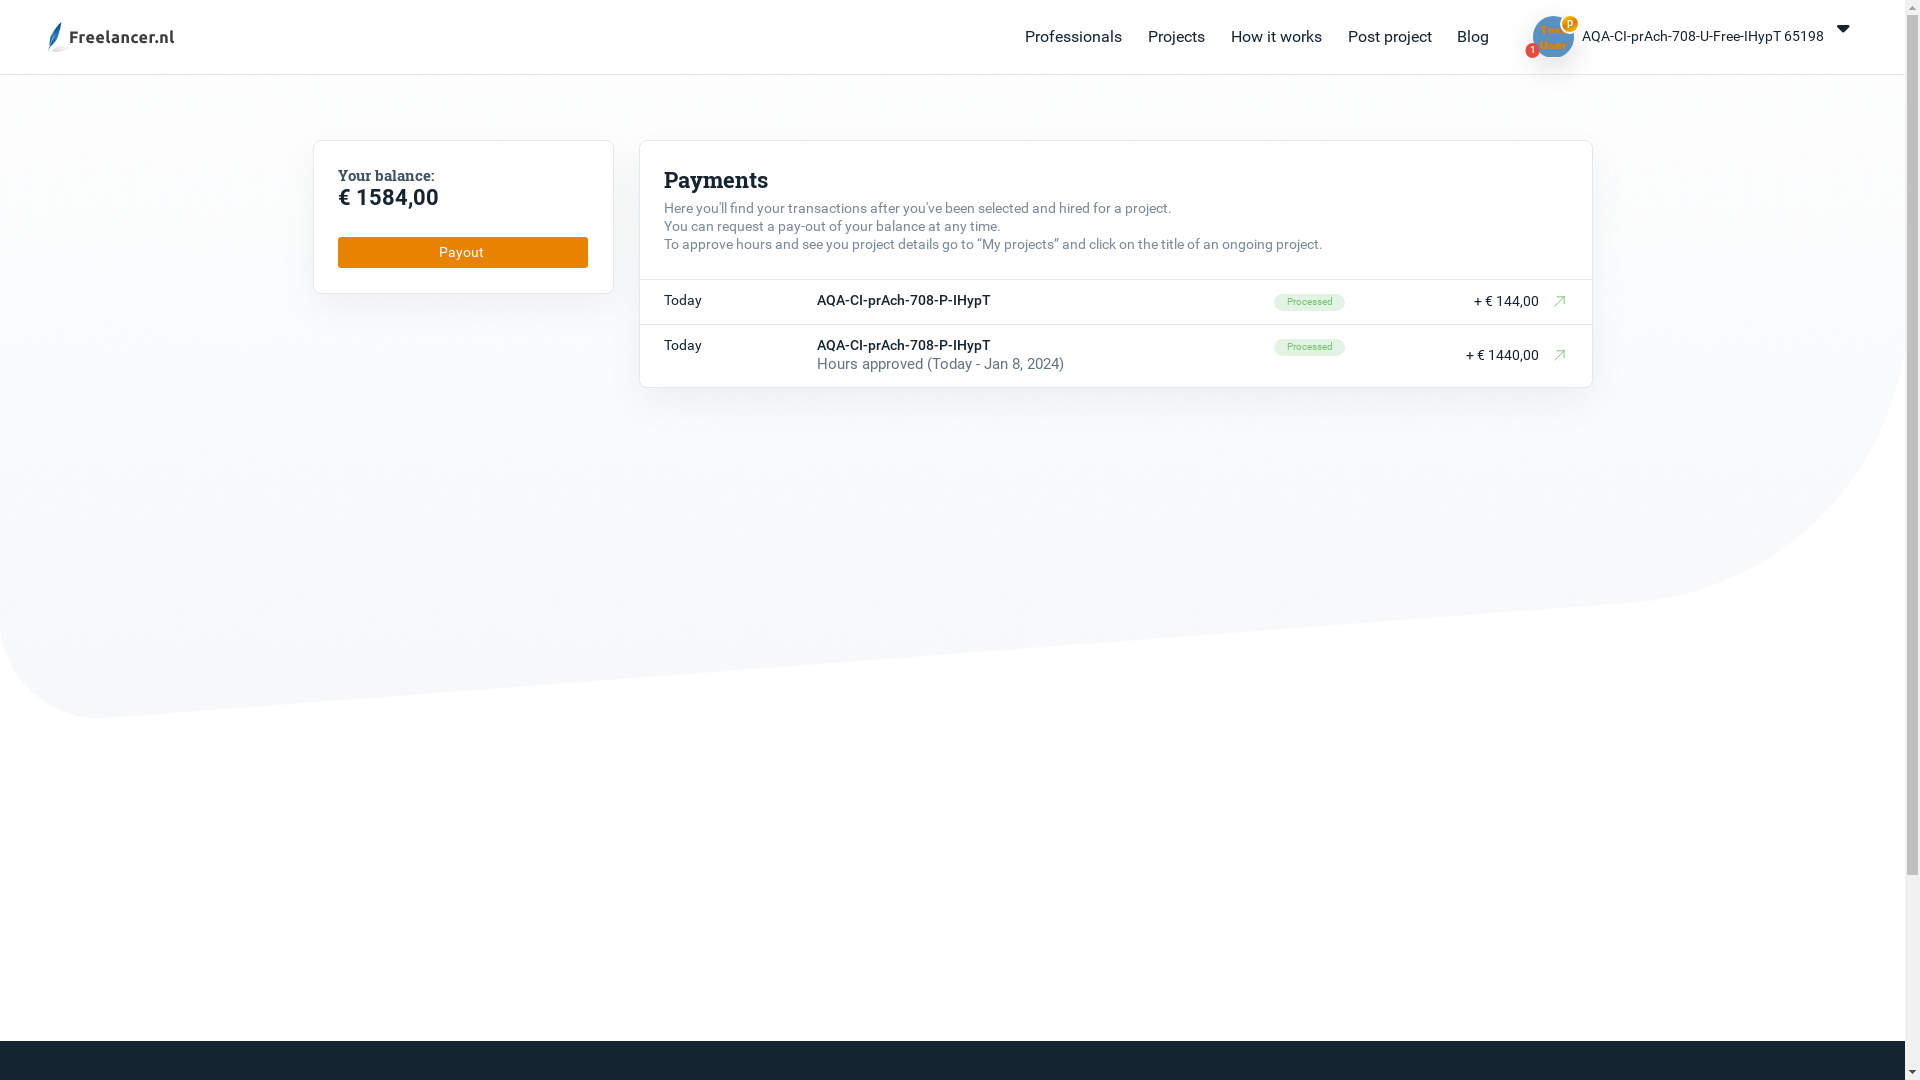 Freelancer.nl
Professionals Projects How it works Post project Blog
P
Test
User
1
AQA-CI-prAch-708-U-Free-IHypT 65198
Your balance:
€ 1584,00
Payout
Payments
Here you'll find your transactions after you've been selected and hired for a project.
You can request a pay-out of your balance at any time.
To approve hours and see you project details go to “My projects” and click on the title of an ongoing project.
Today AQA-CI-prAch-708-P-IHypT Processed + € 144,00
Today AQA-CI-prAch-708-P-IHypT Processed + € 1440,00
Hours approved (Today - Jan 8, 2024)